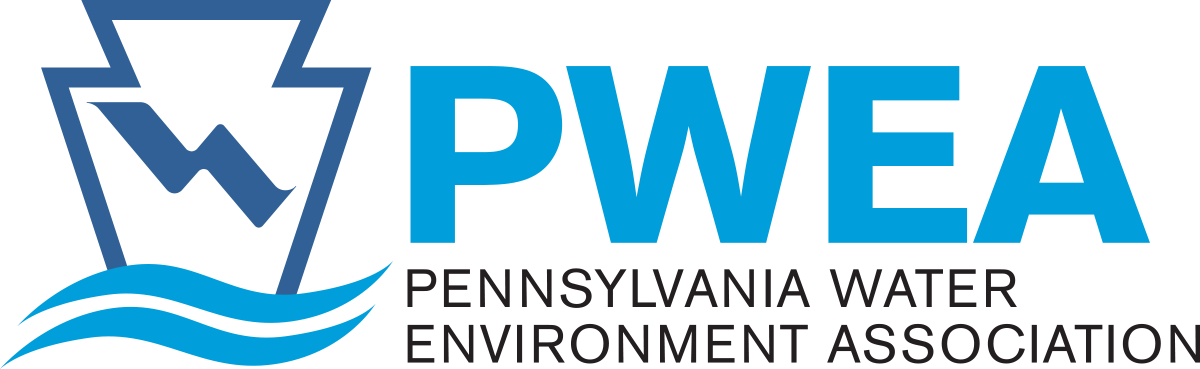 PWEA
PENNSYLVANIA WATER
ENVIRONMENT ASSOCIATION